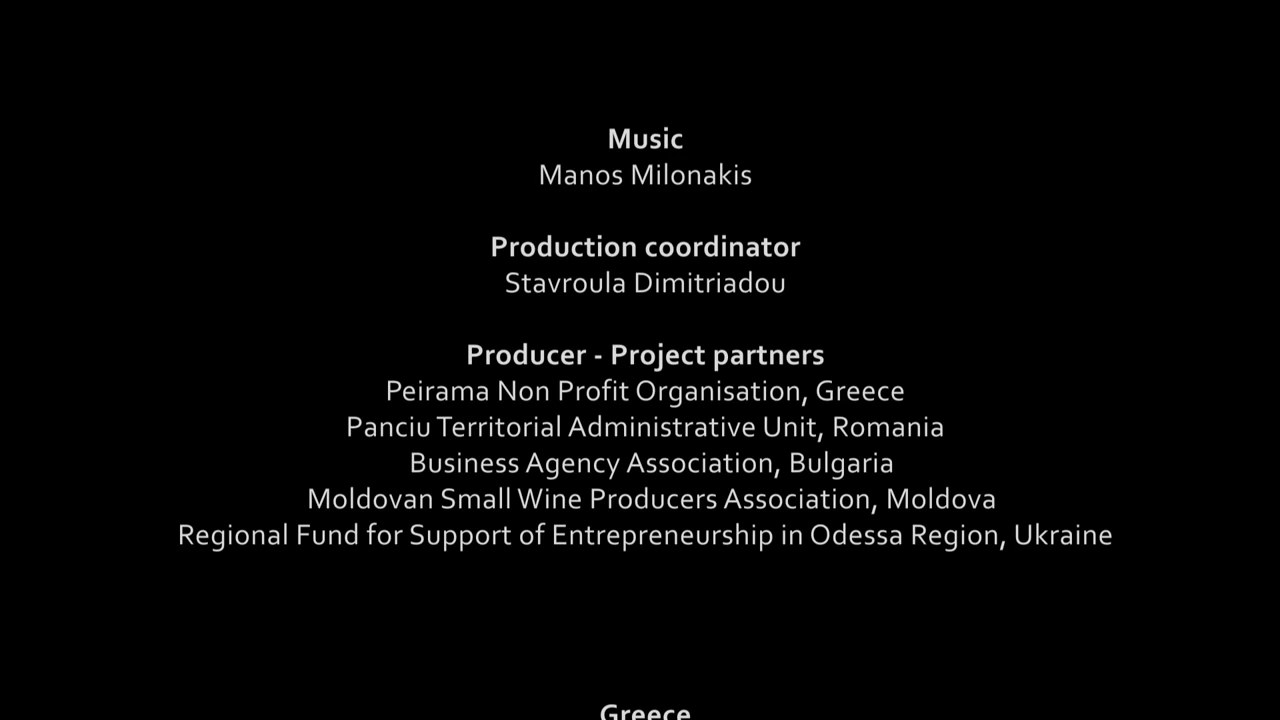 Music
Manos Milonakis
Production coordinator
Stavroula Dimitriadou
Producer - Project partners
Peirama Non Profit Organisation, Greece
Panciu Territorial Administrative Unit, Romania
Business Agency Association, Bulgaria
Moldovan Small Wine Producers Association, Moldova
Regional Fund for Support of Entrepreneurship in Odessa Region, Ukraine
Greece